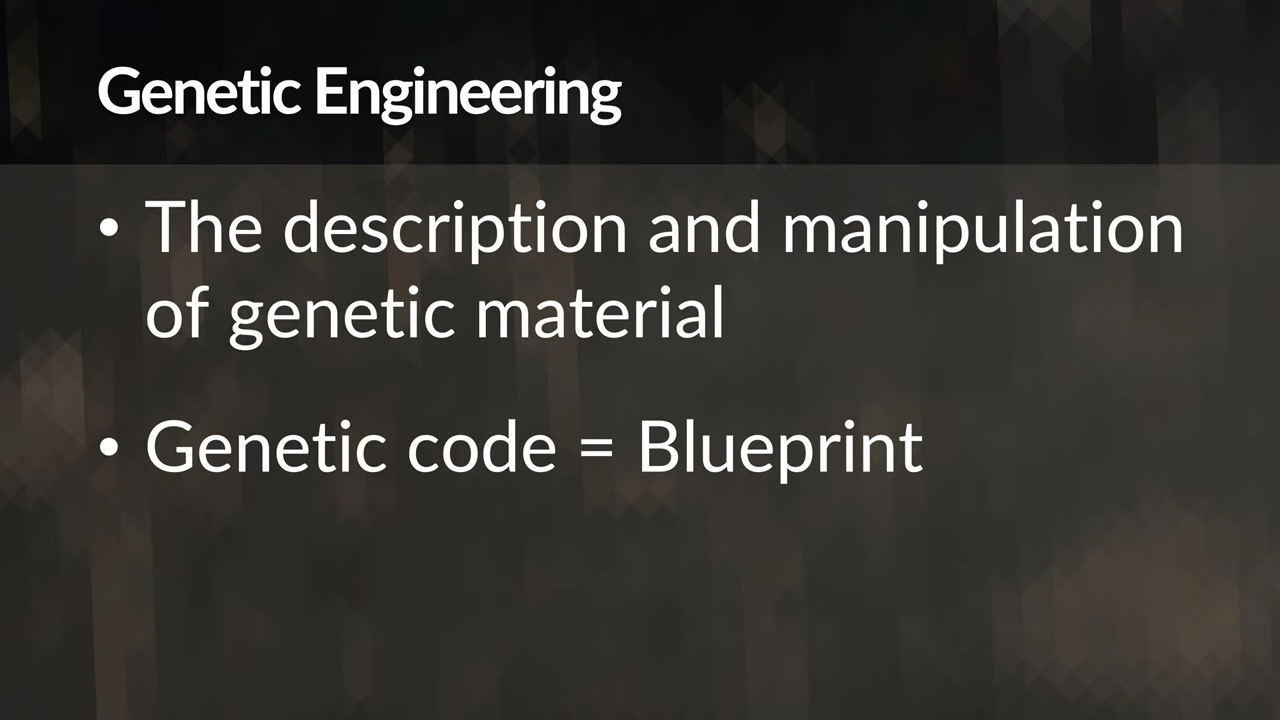 Genetic Engineering
• The description and manipulation
of genetic material
• Genetic code = Blueprint